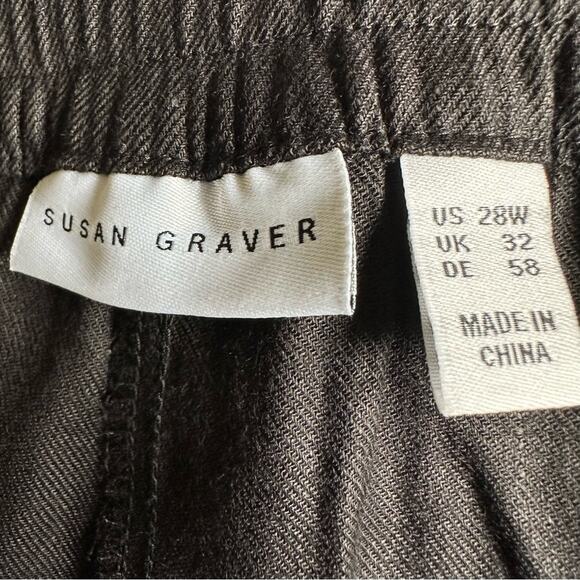 SUSAN GRAVER
US 28W
UK 32
DE 58
MADE IN
CHINA